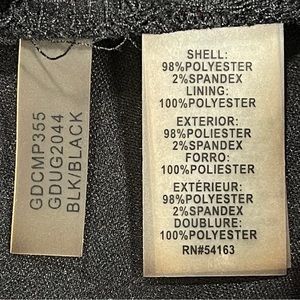 GDCMP355
GDUG2044
BLK/BLACK
SHELL:
98%POLYESTER
2%SPANDEX
LINING:
100%POLYESTER
EXTERIOR:
98%POLIESTER
2%SPANDEX
FORRO:
100%POLIESTER
EXTÉRIEUR:
98%POLYESTER
2%SPANDEX
DOUBLURE:
100%POLYESTER
RN#54163